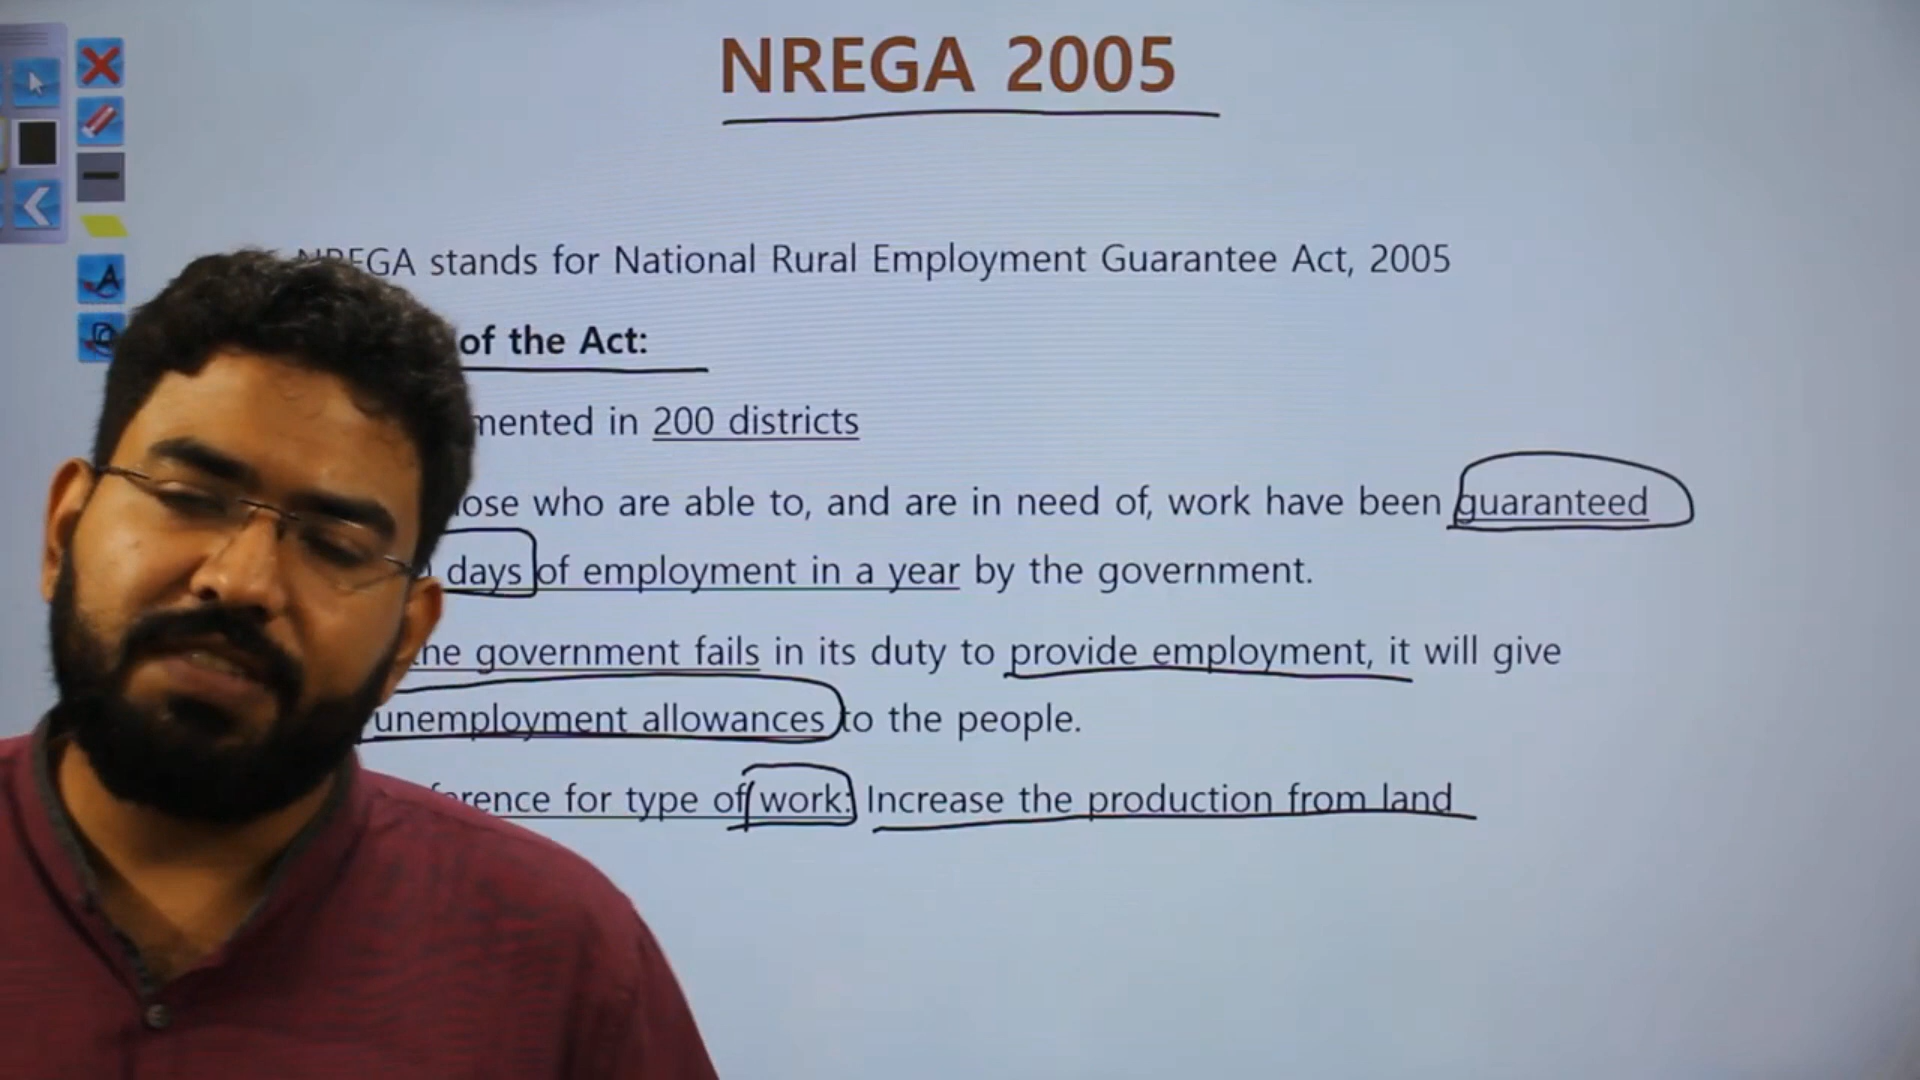 NREGA 2005
NREGA stands for National Rural Employment Guarantee Act, 2005
of the Act:
mented in 200 districts
ose who are able to, and are in need of, work have been guaranteed
days of employment in a year by the government.
he government fails in its duty to provide employment, it will give
unemployment allowances to the people.
erence for type of work: Increase the production from land